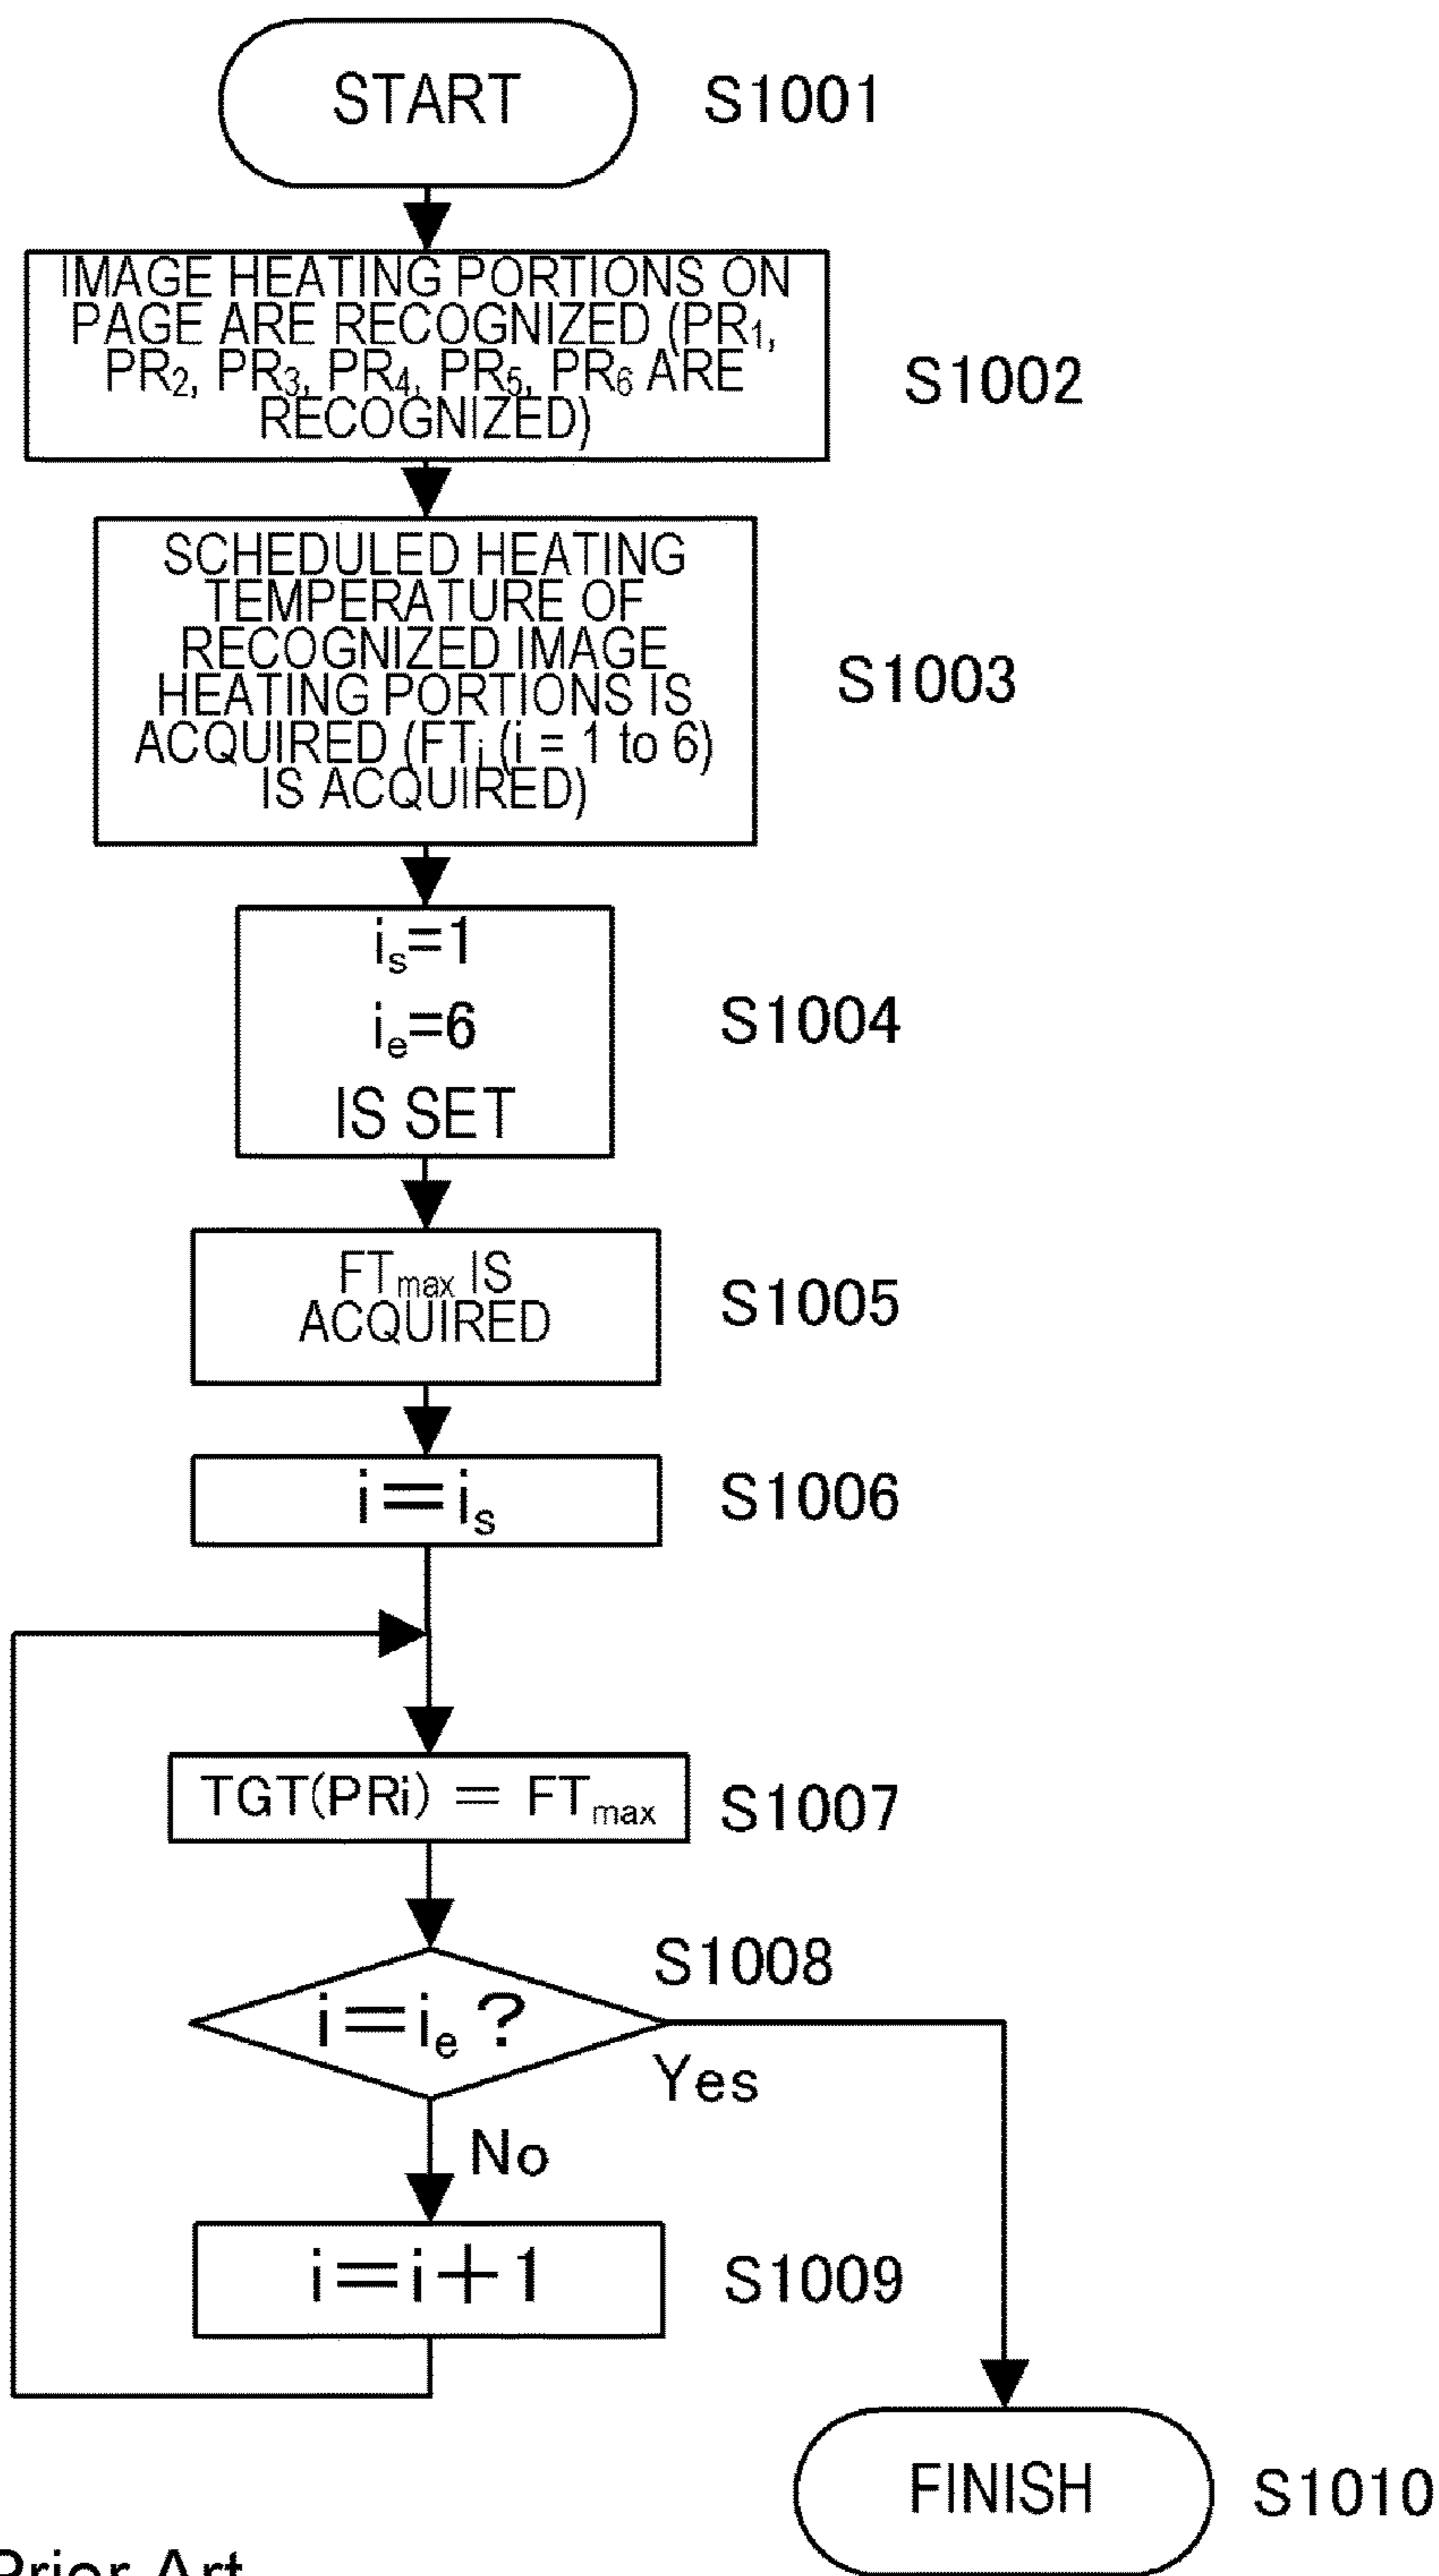 START
S1001
IMAGE HEATING PORTIONS ON
PAGE ARE RECOGNIZED (PR₁,
PR₂, PR₃, PR₄, PR₅, PR₆ ARE
RECOGNIZED)
S1002
SCHEDULED HEATING
TEMPERATURE OF
RECOGNIZED IMAGE
HEATING PORTIONS IS
ACQUIRED (FTᵢ (i = 1 to 6)
IS ACQUIRED)
S1003
iₛ=1
iₑ=6
IS SET
S1004
FTₘₐₓ IS
ACQUIRED
S1005
i=iₛ
S1006
TGT(PRi) = FTₘₐₓ
S1007
S1008
i=iₑ ?
Yes
No
i=i+1
S1009
FINISH
S1010
Prior Art